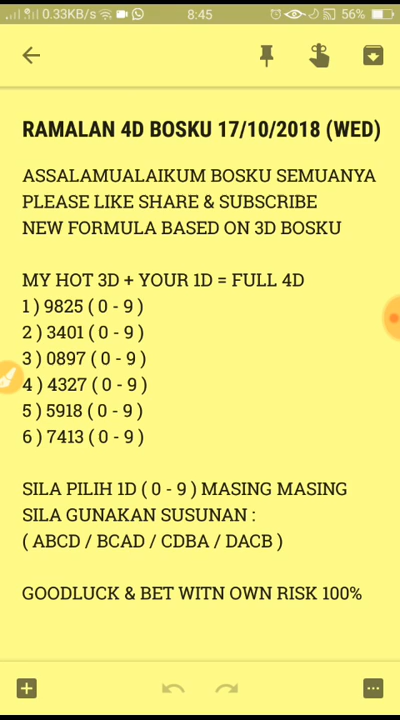 0.33KB/s 8:45 56%
RAMALAN 4D BOSKU 17/10/2018 (WED)
ASSALAMUALAIKUM BOSKU SEMUANYA
PLEASE LIKE SHARE & SUBSCRIBE
NEW FORMULA BASED ON 3D BOSKU
MY HOT 3D + YOUR 1D = FULL 4D
1 ) 9825 ( 0 - 9 )
2 ) 3401 ( 0 - 9 )
3 ) 0897 ( 0 - 9 )
4 ) 4327 ( 0 - 9 )
5 ) 5918 ( 0 - 9 )
6 ) 7413 ( 0 - 9 )
SILA PILIH 1D ( 0 - 9 ) MASING MASING
SILA GUNAKAN SUSUNAN :
( ABCD / BCAD / CDBA / DACB )
GOODLUCK & BET WITN OWN RISK 100%